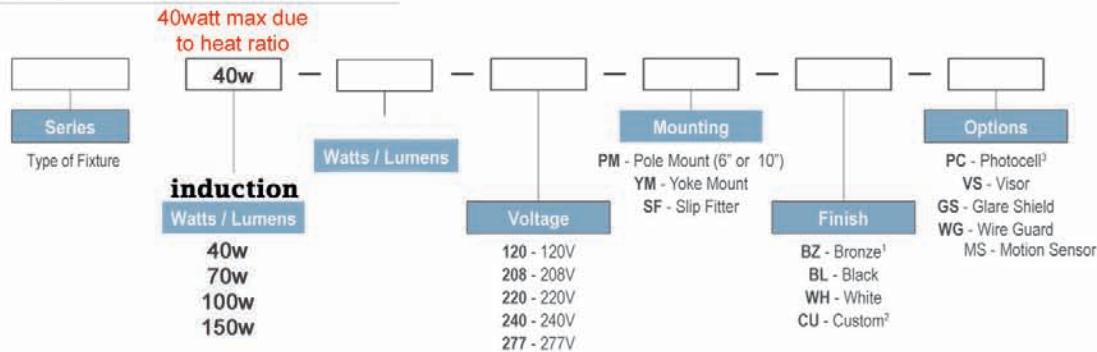 40watt max due
to heat ratio
40w
Series
Type of Fixture
induction
Watts / Lumens
40w
70w
100w
150w
Watts / Lumens
Voltage
120 - 120V
208 - 208V
220 - 220V
240 - 240V
277 - 277V
Mounting
PM - Pole Mount (6" or 10")
YM - Yoke Mount
SF - Slip Fitter
Finish
BZ - Bronze¹
BL - Black
WH - White
CU - Custom²
Options
PC - Photocell³
VS - Visor
GS - Glare Shield
WG - Wire Guard
MS - Motion Sensor